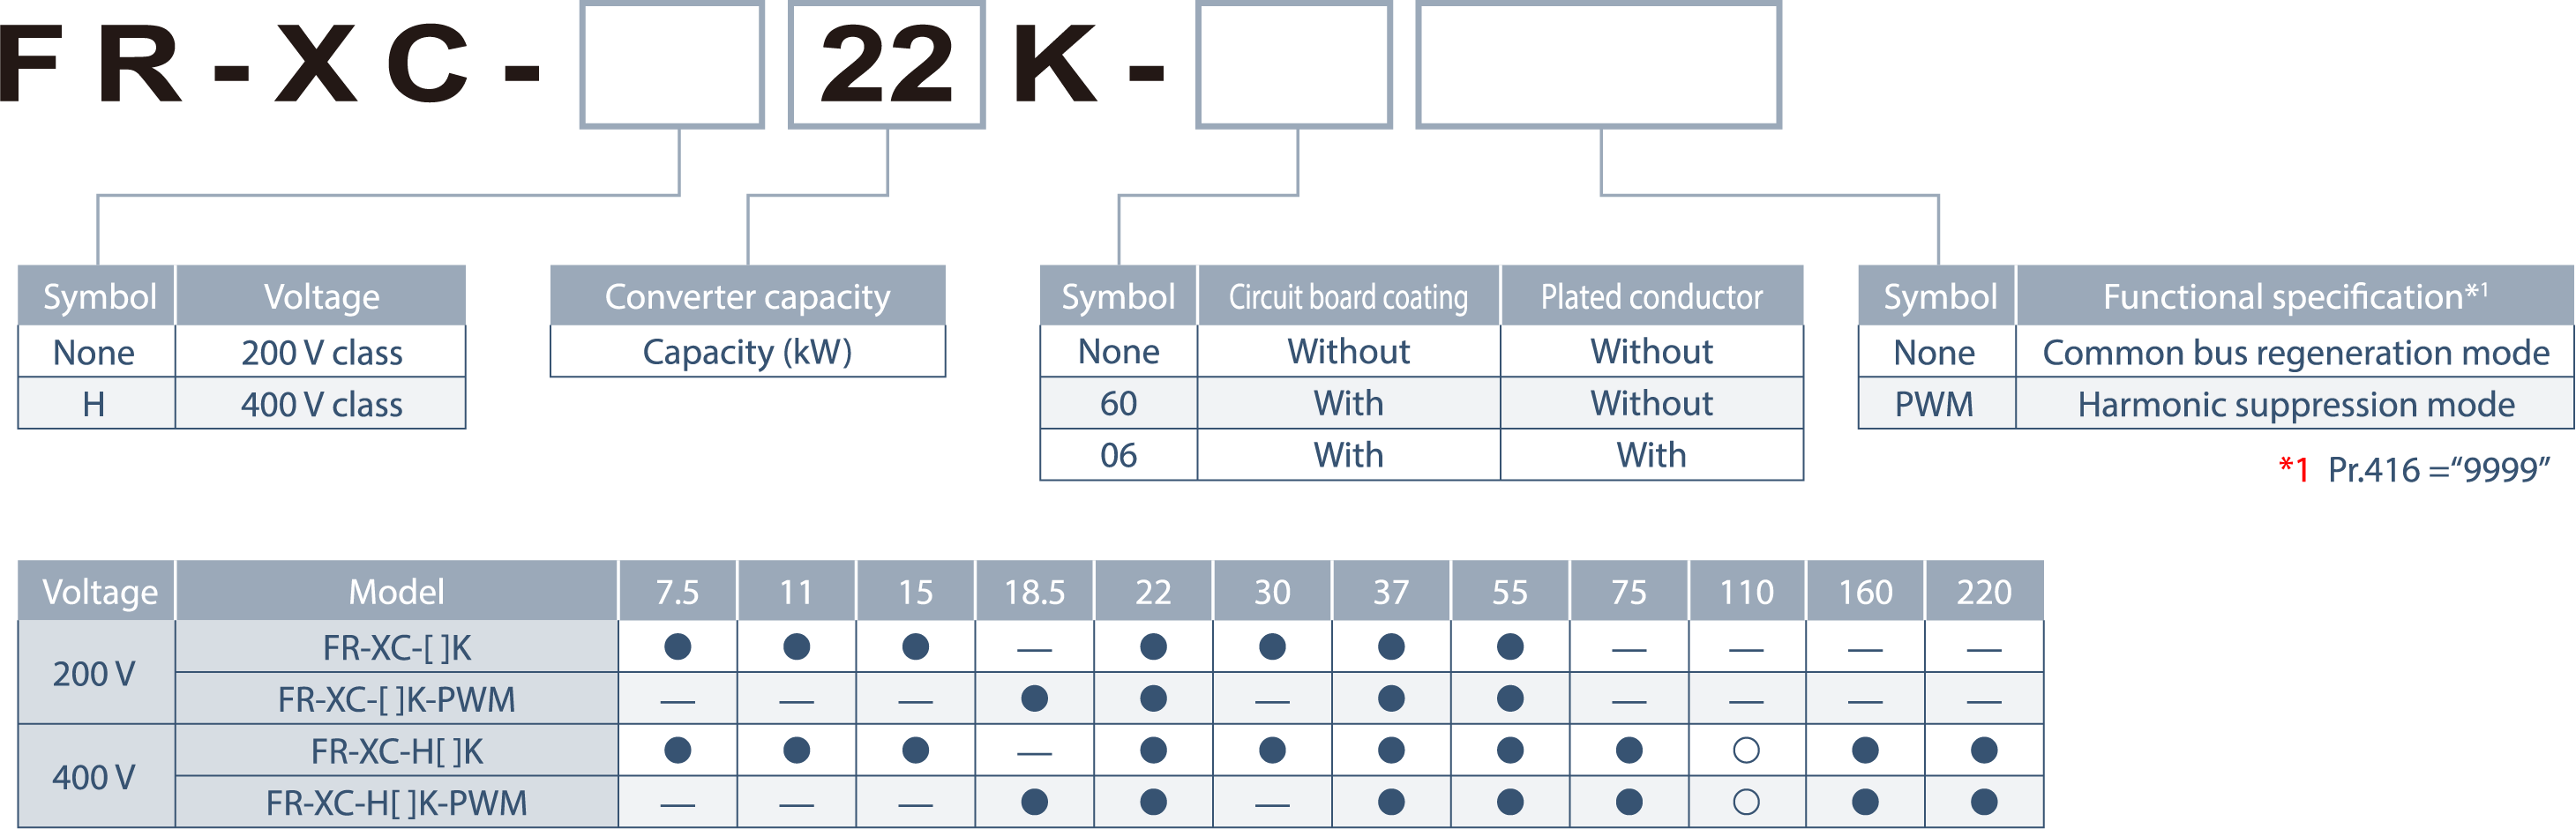 FR-XC- 22 K-
Symbol Voltage
None 200 V class
H 400 V class
Converter capacity
Capacity (kW)
Symbol Circuit board coating Plated conductor
None Without Without
60 With Without
06 With With
Symbol Functional specification*1
None Common bus regeneration mode
PWM Harmonic suppression mode
*1 Pr.416 =“9999”
Voltage Model 7.5 11 15 18.5 22 30 37 55 75 110 160 220
200 V
FR-XC-[ ]K ● ● ● — ● ● ● ● — — — —
FR-XC-[ ]K-PWM — — — ● ● — ● ● — — — —
400 V
FR-XC-H[ ]K ● ● ● — ● ● ● ● ● ○ ● ●
FR-XC-H[ ]K-PWM — — — ● ● — ● ● ● ○ ● ●